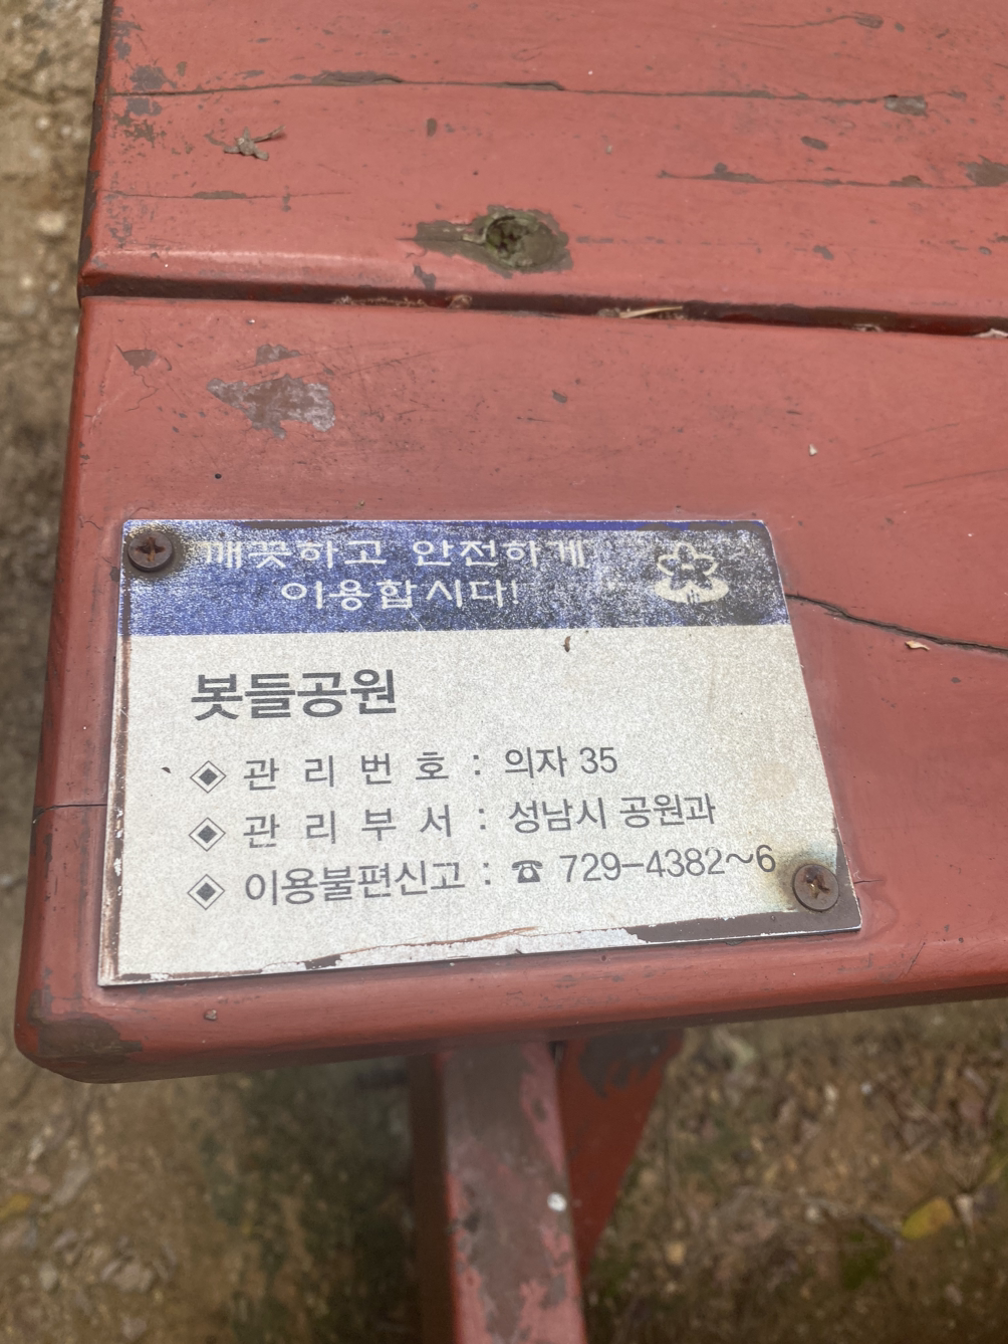 깨끗하고 안전하게
이용합시다!
봇들공원
◈ 관 리 번 호 : 의자 35
◈ 관 리 부 서 : 성남시 공원과
◈ 이용불편신고 : ☎ 729-4382~6